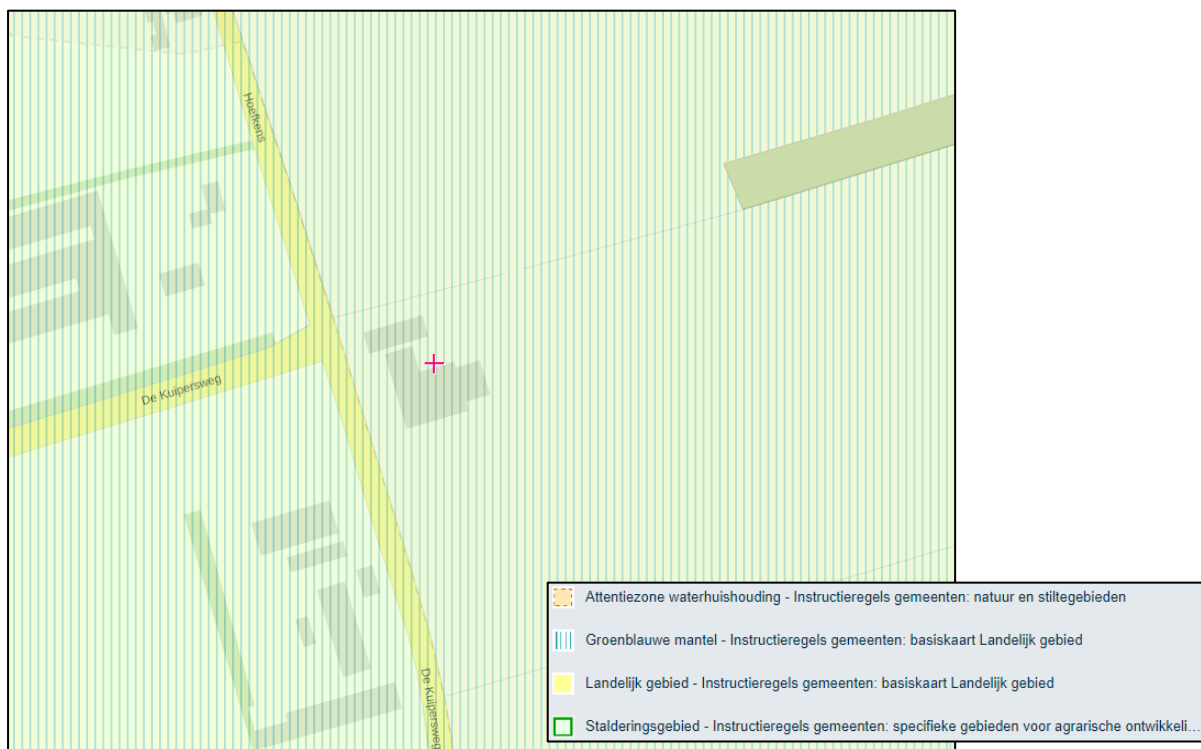 Hoefkens
De Kuipersweg
De Kuipersweg
Attentiezone waterhuishouding - Instructieregels gemeenten: natuur en stiltegebieden
Groenblauwe mantel - Instructieregels gemeenten: basiskaart Landelijk gebied
Landelijk gebied - Instructieregels gemeenten: basiskaart Landelijk gebied
Stalderingsgebied - Instructieregels gemeenten: specifieke gebieden voor agrarische ontwikkeli...